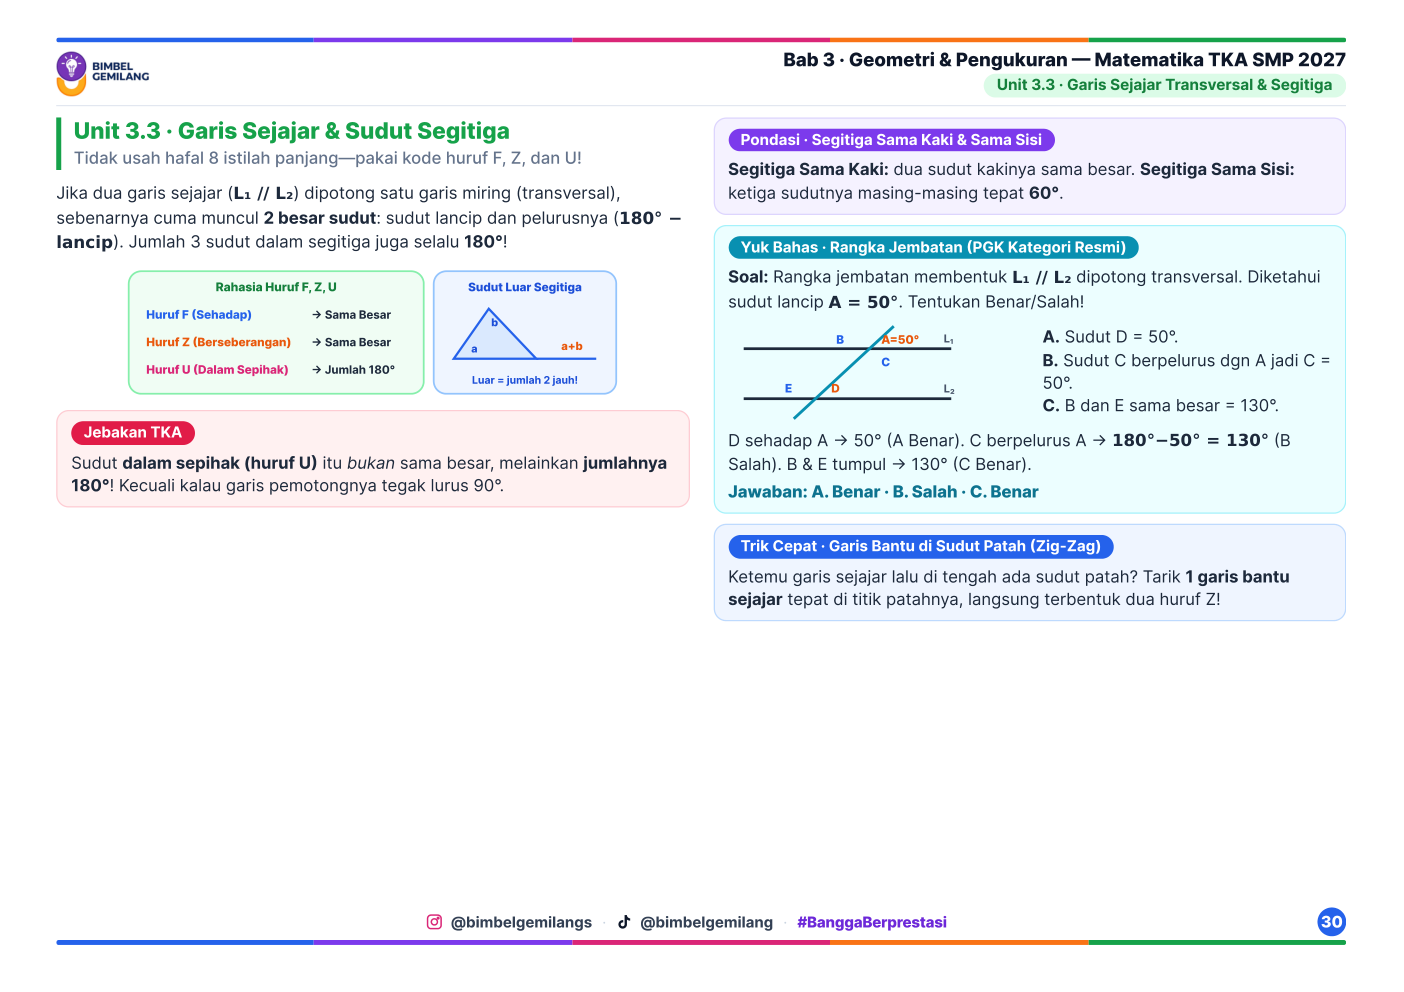 BIMBEL
GEMILANG
Bab 3 · Geometri & Pengukuran — Matematika TKA SMP 2027
Unit 3.3 · Garis Sejajar Transversal & Segitiga
Unit 3.3 · Garis Sejajar & Sudut Segitiga
Tidak usah hafal 8 istilah panjang—pakai kode huruf F, Z, dan U!
Jika dua garis sejajar (L₁ // L₂) dipotong satu garis miring (transversal),
sebenarnya cuma muncul 2 besar sudut: sudut lancip dan pelurusnya (180° −
lancip). Jumlah 3 sudut dalam segitiga juga selalu 180°!
Rahasia Huruf F, Z, U
Huruf F (Sehadap) → Sama Besar
Huruf Z (Berseberangan) → Sama Besar
Huruf U (Dalam Sepihak) → Jumlah 180°
Sudut Luar Segitiga
b
a
a+b
Luar = jumlah 2 jauh!
Jebakan TKA
Sudut dalam sepihak (huruf U) itu bukan sama besar, melainkan jumlahnya
180°! Kecuali kalau garis pemotongnya tegak lurus 90°.
Pondasi · Segitiga Sama Kaki & Sama Sisi
Segitiga Sama Kaki: dua sudut kakinya sama besar. Segitiga Sama Sisi:
ketiga sudutnya masing-masing tepat 60°.
Yuk Bahas · Rangka Jembatan (PGK Kategori Resmi)
Soal: Rangka jembatan membentuk L₁ // L₂ dipotong transversal. Diketahui
sudut lancip A = 50°. Tentukan Benar/Salah!
B A=50° L₁
C
E D L₂
A. Sudut D = 50°.
B. Sudut C berpelurus dgn A jadi C =
50°.
C. B dan E sama besar = 130°.
D sehadap A → 50° (A Benar). C berpelurus A → 180°−50° = 130° (B
Salah). B & E tumpul → 130° (C Benar).
Jawaban: A. Benar · B. Salah · C. Benar
Trik Cepat · Garis Bantu di Sudut Patah (Zig-Zag)
Ketemu garis sejajar lalu di tengah ada sudut patah? Tarik 1 garis bantu
sejajar tepat di titik patahnya, langsung terbentuk dua huruf Z!
@bimbelgemilangs · @bimbelgemilang · #BanggaBerprestasi
30